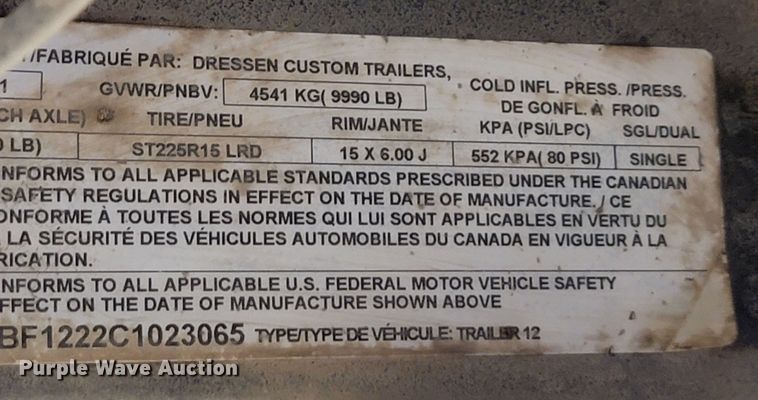 /FABRIQUÉ PAR: DRESSEN CUSTOM TRAILERS,
1 GVWR/PNBV: 4541 KG( 9990 LB) COLD INFL. PRESS. /PRESS.
DE GONFL. À FROID
CH AXLE) TIRE/PNEU RIM/JANTE KPA (PSI/LPC) SGL/DUAL
0 LB) ST225R15 LRD 15 X 6.00 J 552 KPA( 80 PSI) SINGLE
NFORMS TO ALL APPLICABLE STANDARDS PRESCRIBED UNDER THE CANADIAN
SAFETY REGULATIONS IN EFFECT ON THE DATE OF MANUFACTURE. / CE
ONFORME À TOUTES LES NORMES QUI LUI SONT APPLICABLES EN VERTU DU
LA SÉCURITÉ DES VÉHICULES AUTOMOBILES DU CANADA EN VIGUEUR À LA
RICATION.
NFORMS TO ALL APPLICABLE U.S. FEDERAL MOTOR VEHICLE SAFETY
EFFECT ON THE DATE OF MANUFACTURE SHOWN ABOVE
BF1222C1023065 TYPE/TYPE DE VÉHICULE: TRAILER 12
Purple Wave Auction